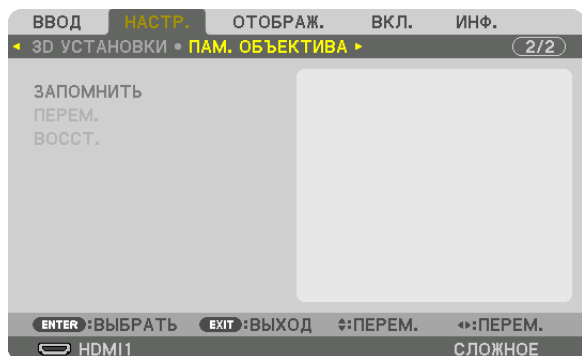 ВВОД НАСТР. ОТОБРАЖ. ВКЛ. ИНФ.
3D УСТАНОВКИ • ПАМ. ОБЪЕКТИВА 2/2
ЗАПОМНИТЬ
ПЕРЕМ.
ВОССТ.
ENTER :ВЫБРАТЬ EXIT :ВЫХОД :ПЕРЕМ. :ПЕРЕМ.
HDMI1 СЛОЖНОЕ